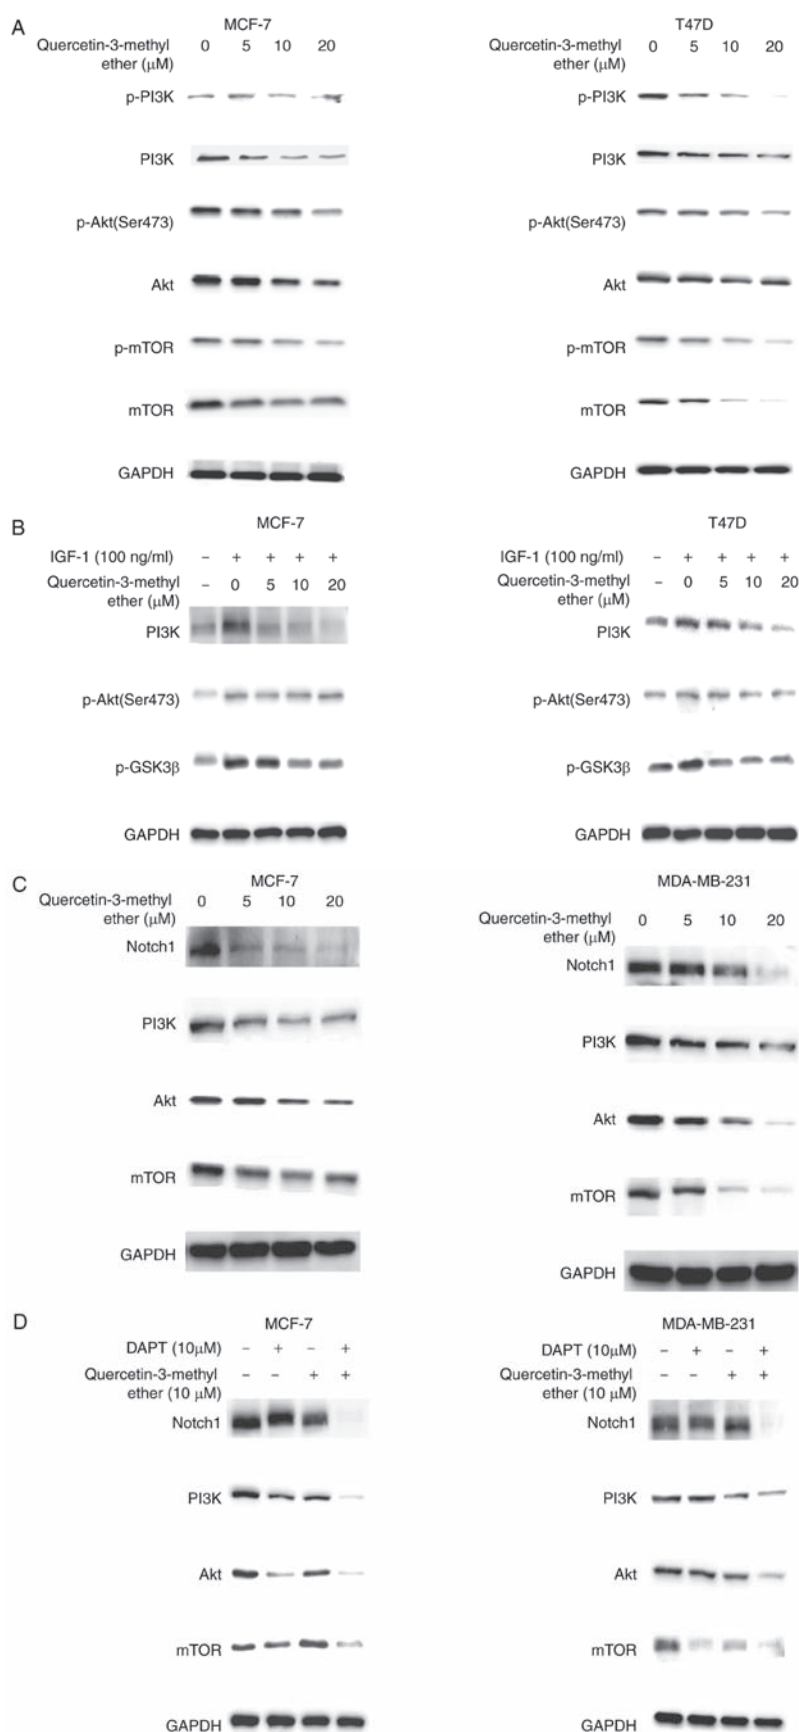 A
MCF-7
Quercetin-3-methyl 0 5 10 20
ether (μM)
p-PI3K
PI3K
p-Akt(Ser473)
Akt
p-mTOR
mTOR
GAPDH
T47D
Quercetin-3-methyl 0 5 10 20
ether (μM)
p-PI3K
PI3K
p-Akt(Ser473)
Akt
p-mTOR
mTOR
GAPDH
B
MCF-7
IGF-1 (100 ng/ml) – + + + +
Quercetin-3-methyl – 0 5 10 20
ether (μM)
PI3K
p-Akt(Ser473)
p-GSK3β
GAPDH
T47D
IGF-1 (100 ng/ml) – + + + +
Quercetin-3-methyl – 0 5 10 20
ether (μM)
PI3K
p-Akt(Ser473)
p-GSK3β
GAPDH
C
MCF-7
Quercetin-3-methyl 0 5 10 20
ether (μM)
Notch1
PI3K
Akt
mTOR
GAPDH
MDA-MB-231
Quercetin-3-methyl 0 5 10 20
ether (μM)
Notch1
PI3K
Akt
mTOR
GAPDH
D
MCF-7
DAPT (10μM) – + – +
Quercetin-3-methyl – – + +
ether (10 μM)
Notch1
PI3K
Akt
mTOR
GAPDH
MDA-MB-231
DAPT (10μM) – + – +
Quercetin-3-methyl – – + +
ether (10 μM)
Notch1
PI3K
Akt
mTOR
GAPDH